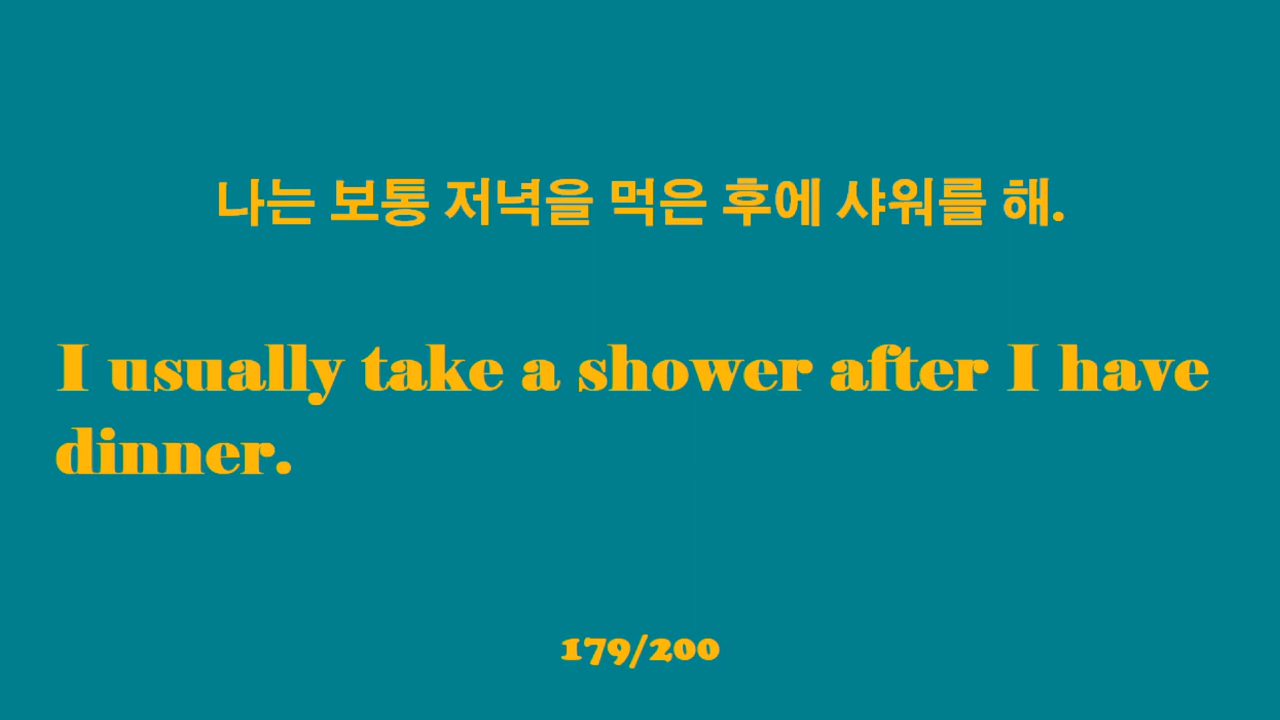 나는 보통 저녁을 먹은 후에 샤워를 해.
I usually take a shower after I have
dinner.
179/200